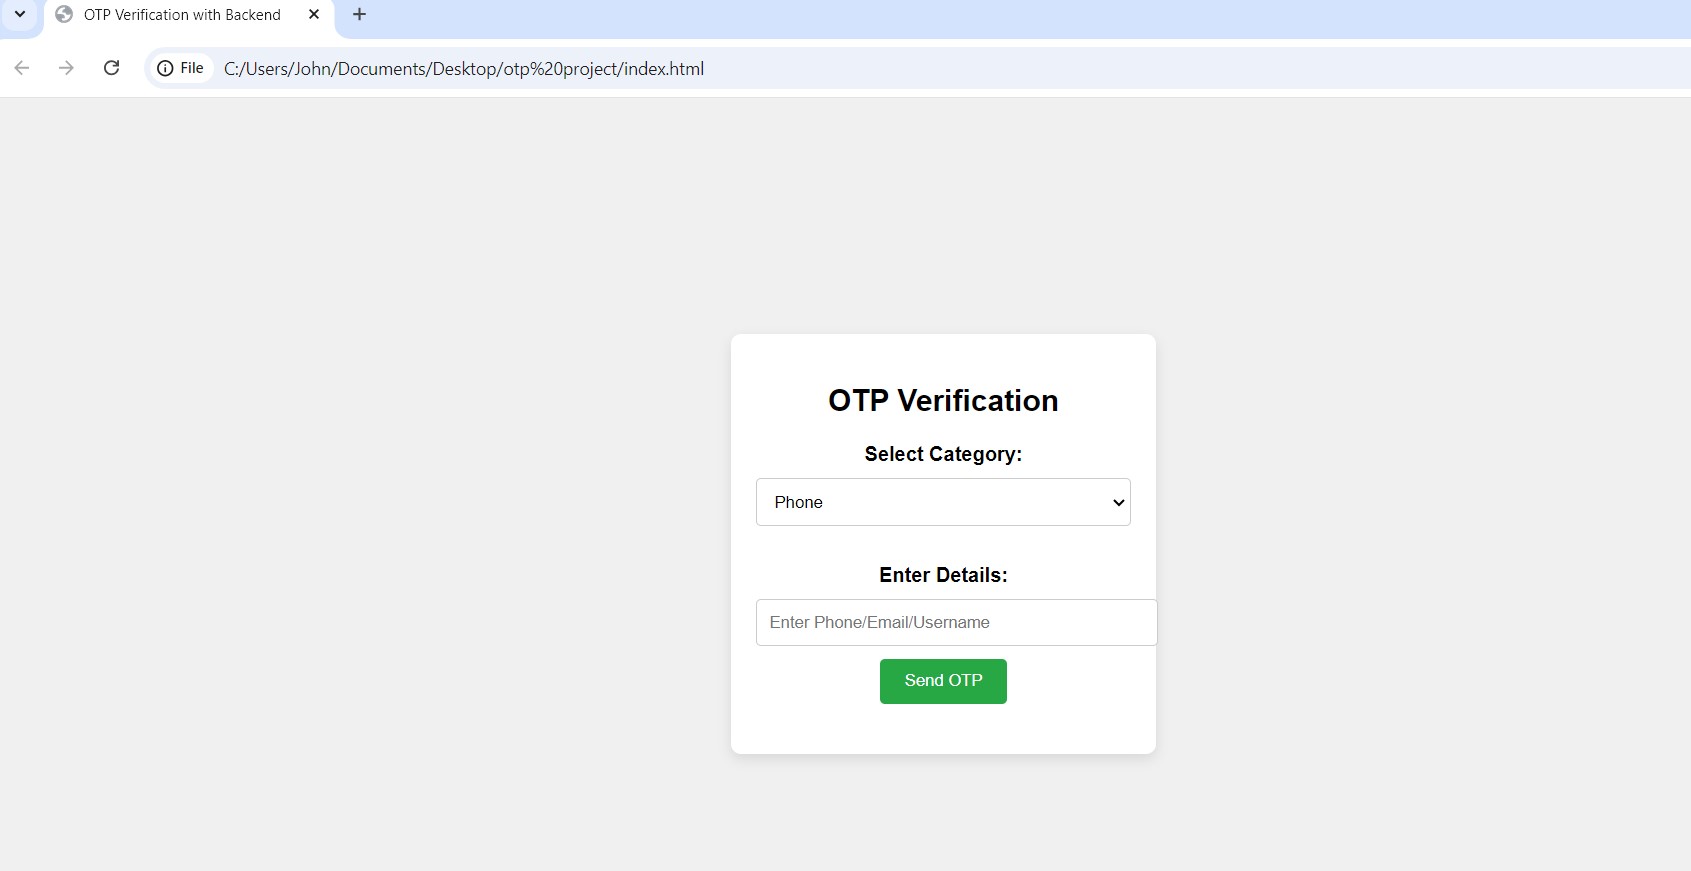 OTP Verification with Backend
File C:/Users/John/Documents/Desktop/otp%20project/index.html
OTP Verification
Select Category:
Phone
Enter Details:
Enter Phone/Email/Username
Send OTP